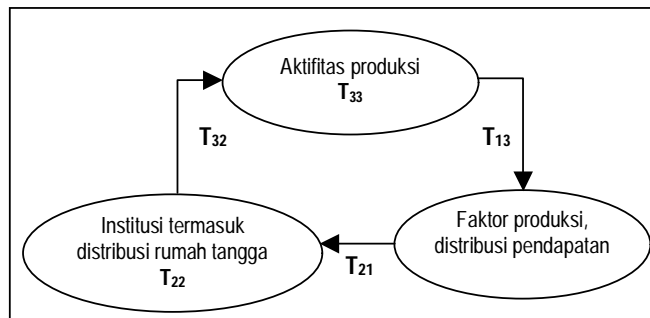 Aktifitas produksi
T33
T32
T13
Institusi termasuk
distribusi rumah tangga
T22
Faktor produksi,
distribusi pendapatan
T21